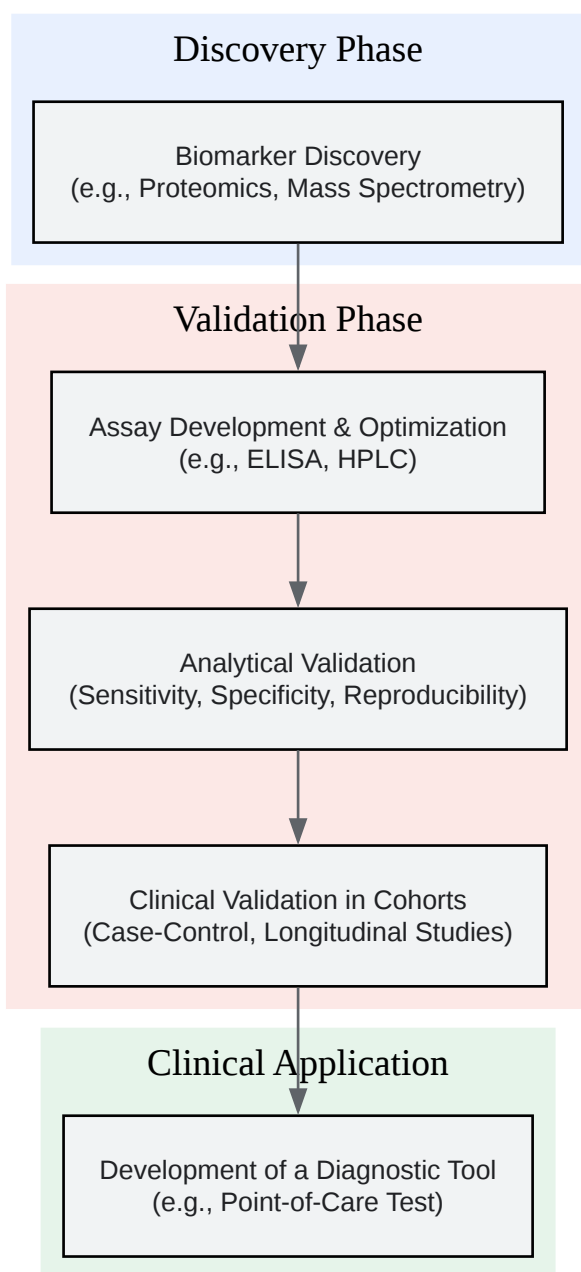 Discovery Phase
Biomarker Discovery
(e.g., Proteomics, Mass Spectrometry)
Validation Phase
Assay Development & Optimization
(e.g., ELISA, HPLC)
Analytical Validation
(Sensitivity, Specificity, Reproducibility)
Clinical Validation in Cohorts
(Case-Control, Longitudinal Studies)
Clinical Application
Development of a Diagnostic Tool
(e.g., Point-of-Care Test)